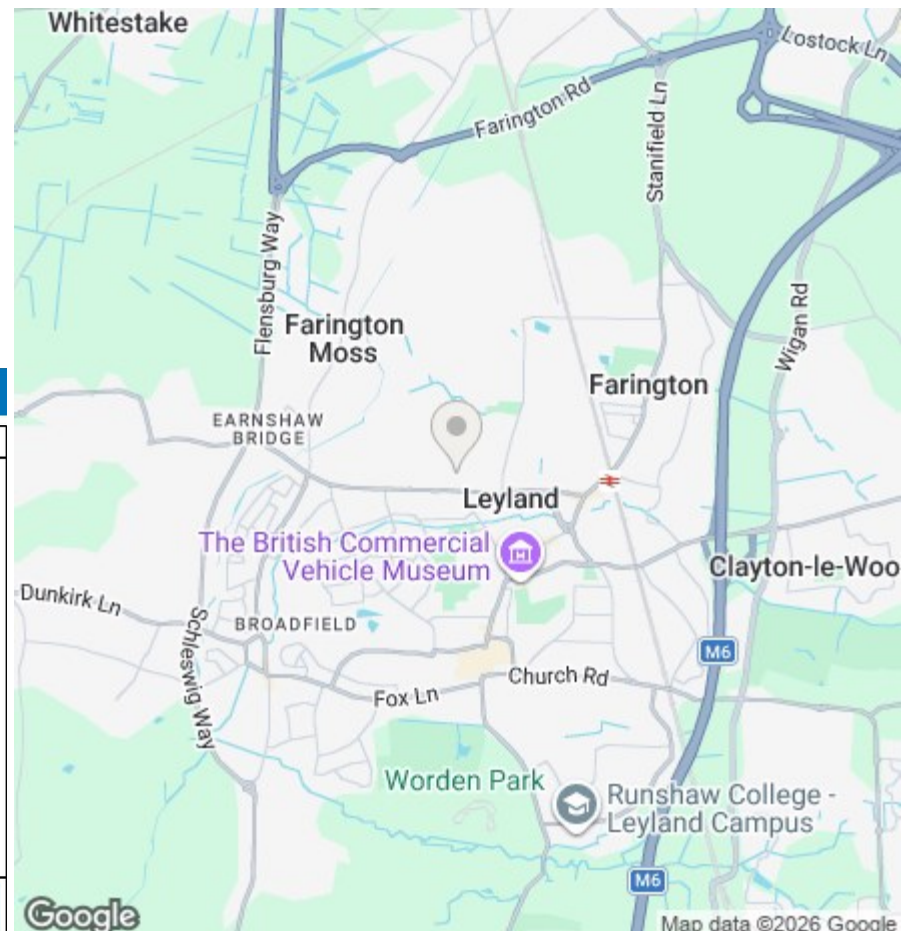 Whitestake
Lostock Ln
Farington Rd
Stanifield Ln
Flensburg Way
Wigan Rd
Farington
Moss
Farington
EARNSHAW
BRIDGE
Leyland
The British Commercial
Vehicle Museum
Clayton-le-Woo
Dunkirk Ln
BROADFIELD
Schleswig Way
M6
Church Rd
Fox Ln
Worden Park
Runshaw College -
Leyland Campus
M6
Google
Map data ©2026 Google